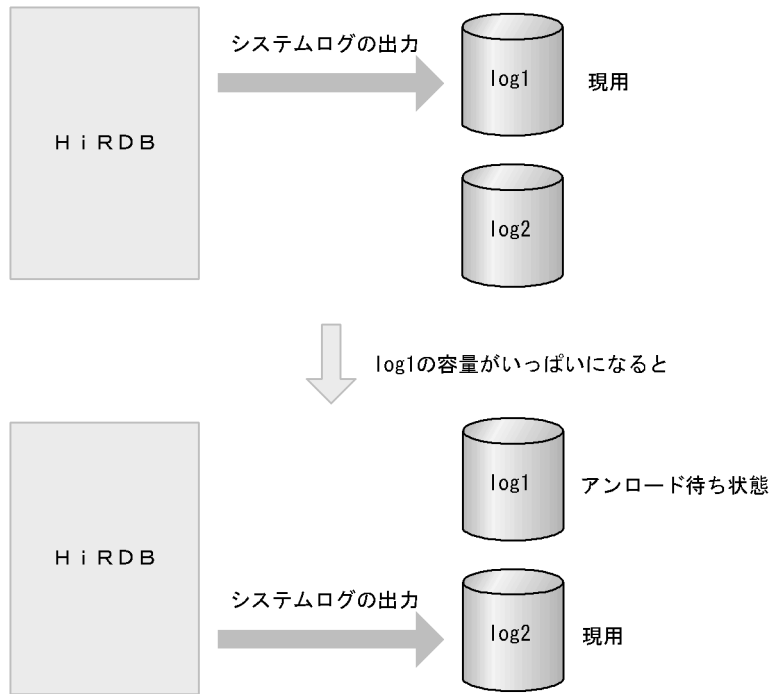 システムログの出力
log1
現用
HiRDB
log2
log1の容量がいっぱいになると
log1
アンロード待ち状態
HiRDB
システムログの出力
log2
現用